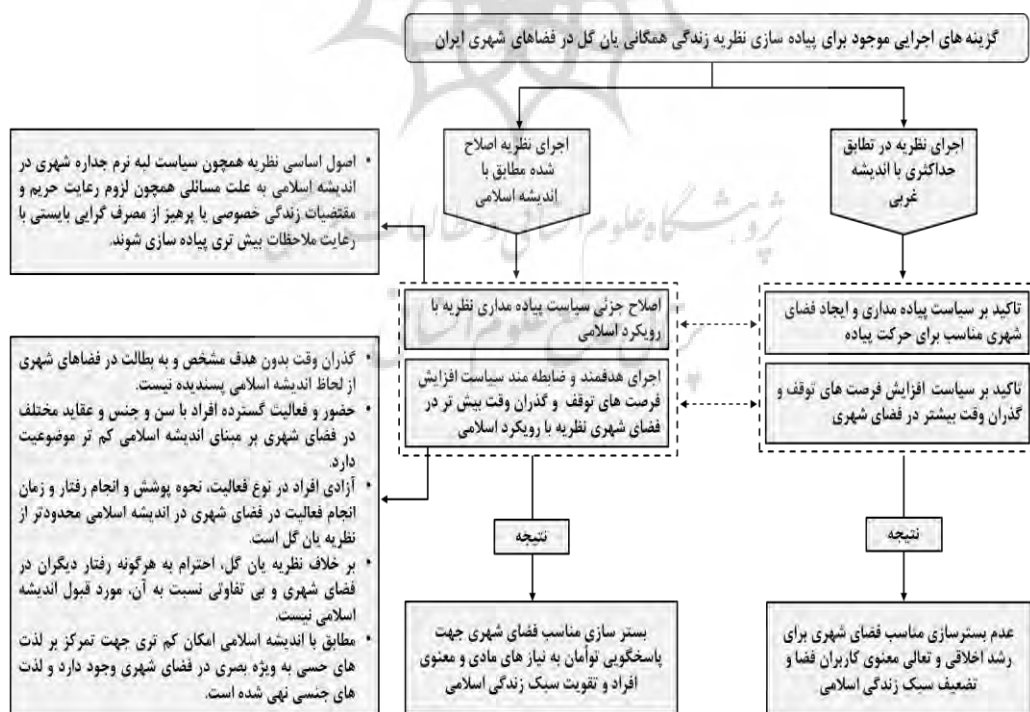 گزینه های اجرایی موجود برای پیاده سازی نظریه زندگی همگانی یان گل در فضاهای شهری ایران
اجرای نظریه در تطابق
حداکثری با اندیشه
غربی
اجرای نظریه اصلاح
شده مطابق با
اندیشه اسلامی
• اصول اساسی نظریه همچون سیاست لبه نرم جداره شهری در
اندیشه اسلامی به علت مسائلی همچون لزوم رعایت حریم و
مقتضیات زندگی خصوصی یا پرهیز از مصرف گرایی بایستی با
رعایت ملاحظات بیش تری پیاده سازی شوند.
پژوهشگاه علوم انسانی و مطالعات
تاکید بر سیاست پیاده مداری و ایجاد فضای
شهری مناسب برای حرکت پیاده
اصلاح جزئی سیاست پیاده مداری نظریه با
رویکرد اسلامی
علوم انسانی
تاکید بر سیاست افزایش فرصت های توقف و
گذران وقت بیشتر در فضای شهری
اجرای هدفمند و ضابطه مند سیاست افزایش
فرصت های توقف و گذران وقت بیش تر در
فضای شهری نظریه با رویکرد اسلامی
• گذران وقت بدون هدف مشخص و به بطالت در فضاهای شهری
از لحاظ اندیشه اسلامی پسندیده نیست.
• حضور و فعالیت گسترده افراد با سن و جنس و عقاید مختلف
در فضای شهری بر مبنای اندیشه اسلامی کم تر موضوعیت
دارد.
• آزادی افراد در نوع فعالیت، نحوه پوشش و انجام رفتار و زمان
انجام فعالیت در فضای شهری در اندیشه اسلامی محدودتر از
نظریه یان گل است.
• بر خلاف نظریه یان گل، احترام به هرگونه رفتار دیگران در
فضای شهری و بی تفاوتی نسبت به آن، مورد قبول اندیشه
اسلامی نیست.
• مطابق با اندیشه اسلامی امکان کم تری جهت تمرکز بر لذت
های حسی به ویژه بصری در فضای شهری وجود دارد و لذت
های جنسی نهی شده است.
نتیجه
نتیجه
عدم بسترسازی مناسب فضای شهری برای
رشد اخلاقی و تعالی معنوی کاربران فضا و
تضعیف سبک زندگی اسلامی
بستر سازی مناسب فضای شهری جهت
پاسخگویی توأمان به نیاز های مادی و معنوی
افراد و تقویت سبک زندگی اسلامی